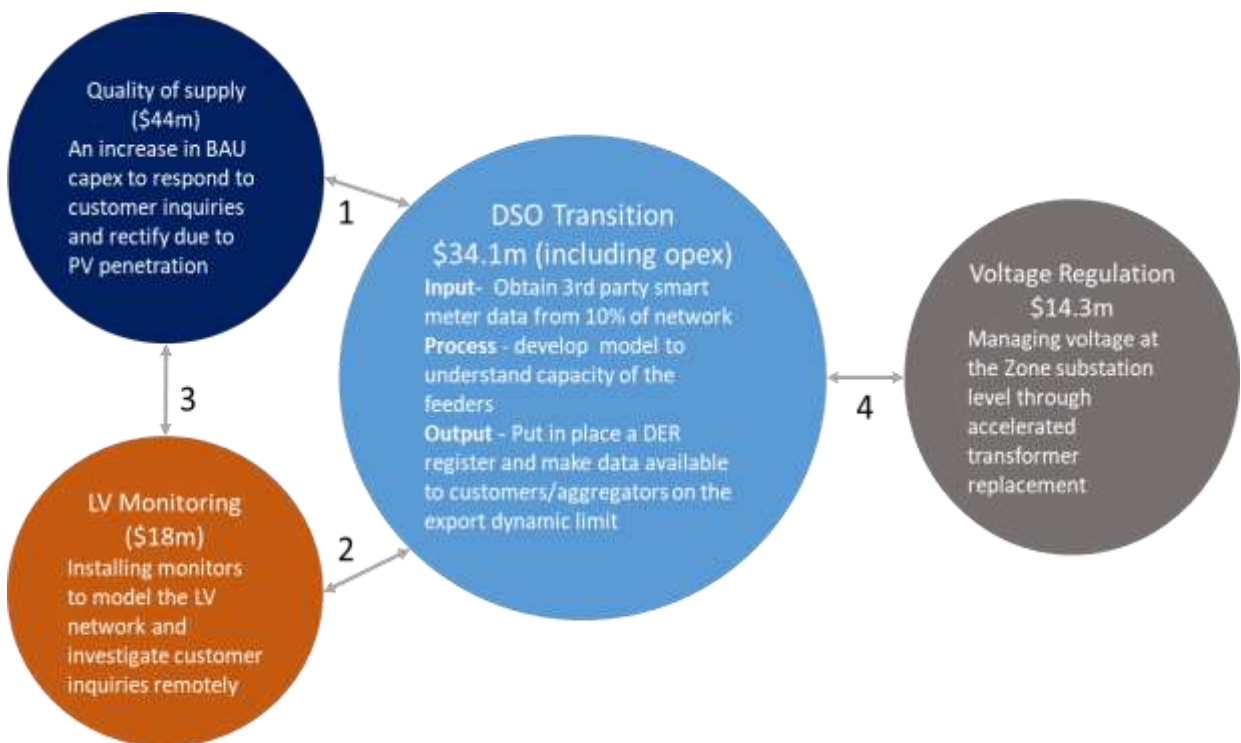 Quality of supply
($44m)
An increase in BAU
capex to respond to
customer inquiries
and rectify due to
PV penetration
1
DSO Transition
$34.1m (including opex)
Input- Obtain 3rd party smart
meter data from 10% of network
Process - develop model to
understand capacity of the
feeders
Output - Put in place a DER
register and make data available
to customers/aggregators on the
export dynamic limit
Voltage Regulation
$14.3m
Managing voltage at
the Zone substation
level through
accelerated
transformer
replacement
3
4
LV Monitoring
($18m)
Installing monitors
to model the LV
network and
investigate customer
inquiries remotely
2